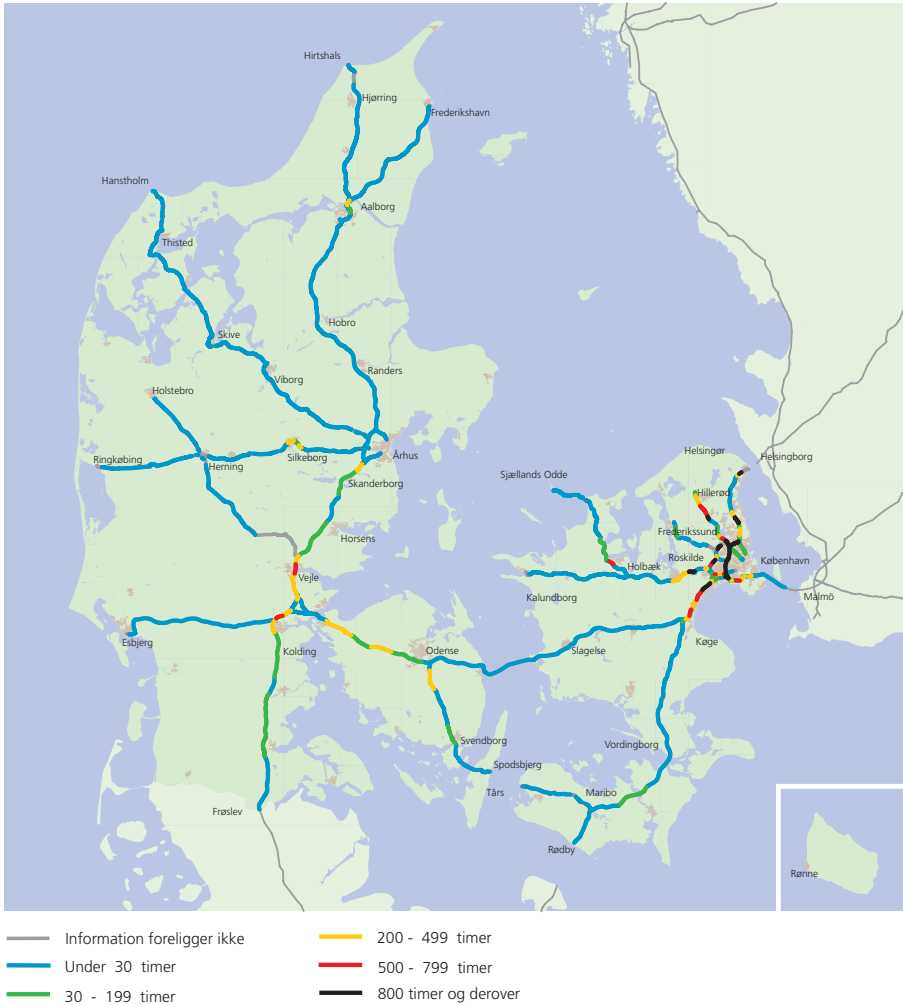 Hirtshals
Hjørring
Frederikshavn
Hanstholm
Aalborg
Thisted
Hobro
Skive
Randers
Viborg
Holstebro
Århus
Ringkøbing
Herning
Silkeborg
Skanderborg
Helsingør
Helsingborg
Sjællands Odde
Hillerød
Horsens
Frederikssund
Roskilde
København
Holbæk
Vejle
Kalundborg
Malmö
Esbjerg
Kolding
Odense
Slagelse
Køge
Svendborg
Vordingborg
Spodsbjerg
Tårs
Maribo
Frøslev
Rødby
Rønne
Information foreligger ikke
Under 30 timer
30 - 199 timer
200 - 499 timer
500 - 799 timer
800 timer og derover